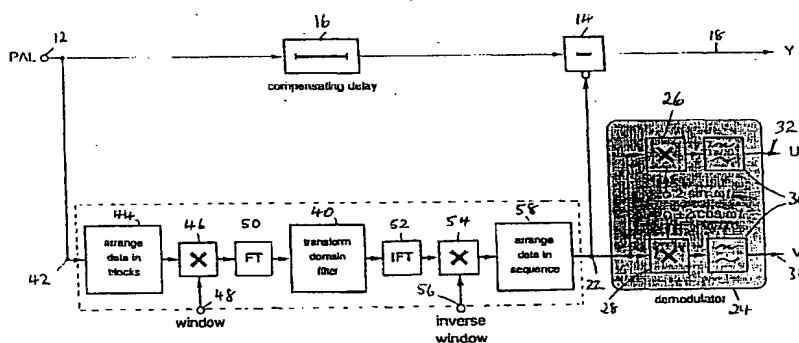 16
14
12
PAL
18
Y
compensating delay
26
32
U
44
46
50
40
52
54
58
arrange data in blocks
FT
transform domain filter
IFT
arrange data in sequence
42
48
56
22
28
24
V
window
inverse window
demodulator